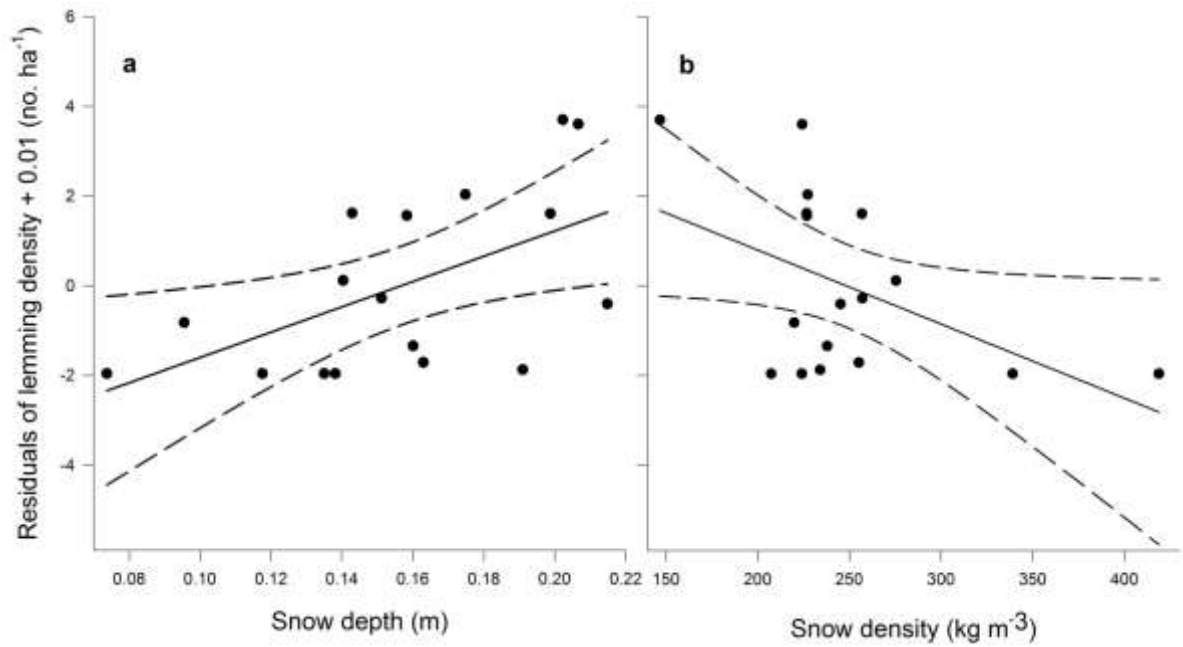 Residuals of lemming density + 0.01 (no. ha-1)
6
4
2
0
-2
-4
a
b
0.08 0.10 0.12 0.14 0.16 0.18 0.20 0.22
150 200 250 300 350 400
Snow depth (m)
Snow density (kg m-3)